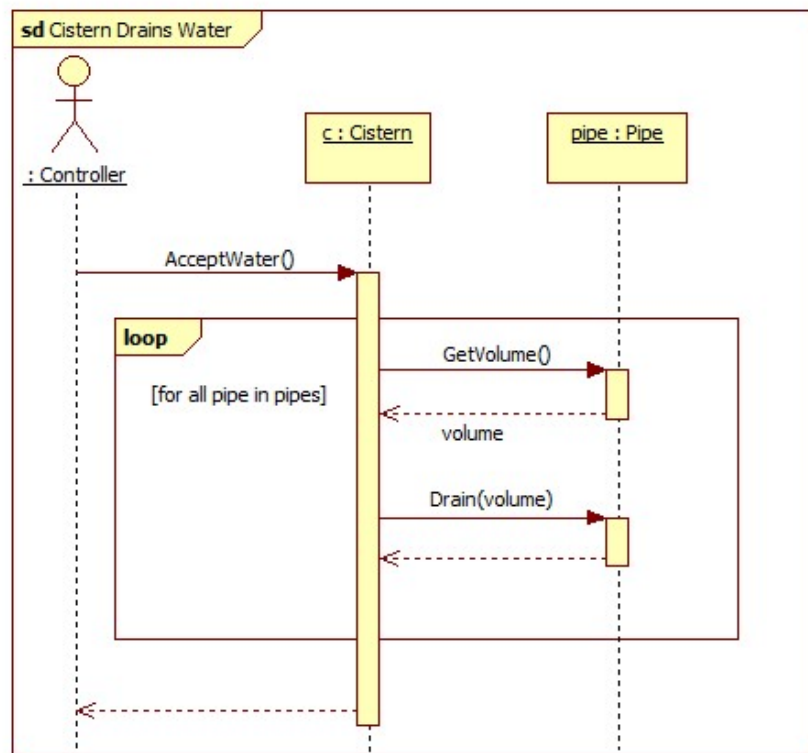 sd Cistern Drains Water
: Controller
c : Cistern
pipe : Pipe
AcceptWater()
loop
[for all pipe in pipes]
GetVolume()
volume
Drain(volume)